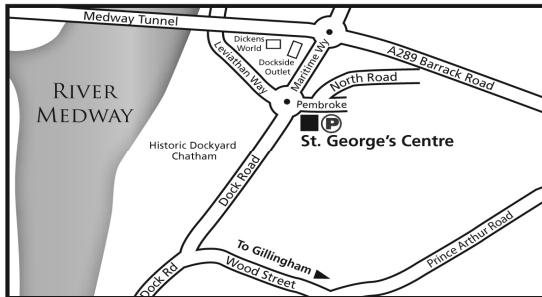 Medway Tunnel
Dickens
World
Dockside
Outlet
Leviathan Way
Maritime Wy
A289 Barrack Road
North Road
Pembroke
P
St. George's Centre
RIVER
MEDWAY
Historic Dockyard
Chatham
Dock Road
To Gillingham
Wood Street
Prince Arthur Road
Dock Rd